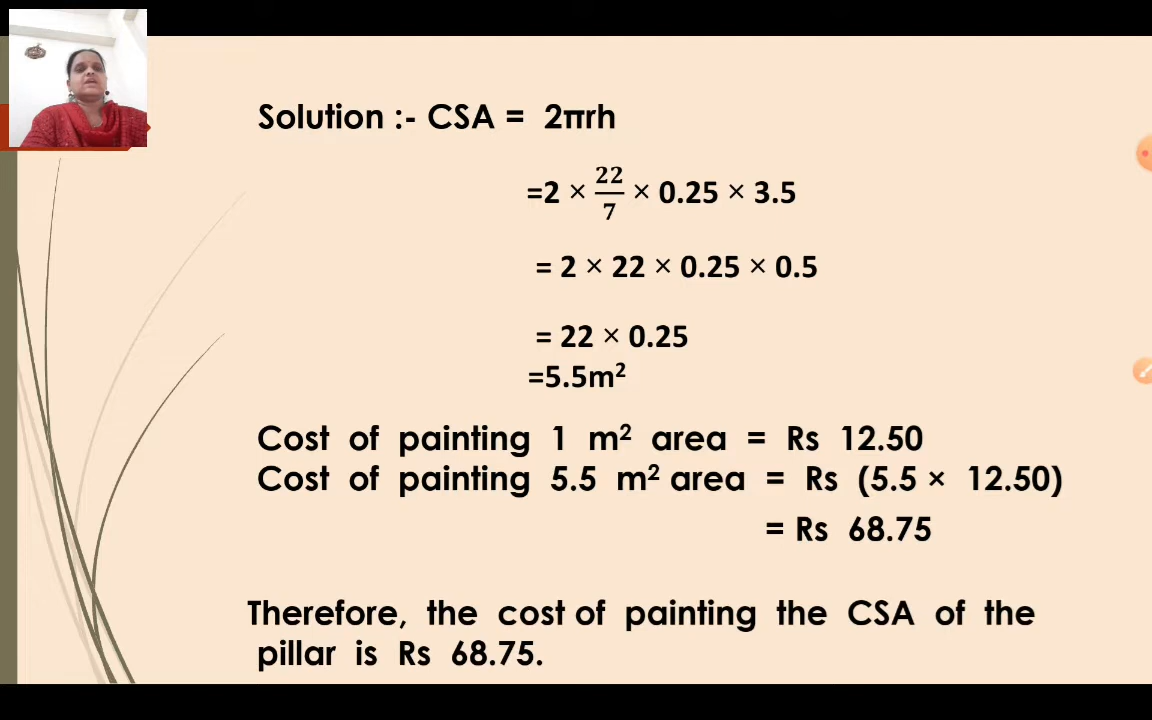 Solution :- CSA = 2πrh
=2 × 22/7 × 0.25 × 3.5
= 2 × 22 × 0.25 × 0.5
= 22 × 0.25
=5.5m²
Cost of painting 1 m² area = Rs 12.50
Cost of painting 5.5 m² area = Rs (5.5 × 12.50)
= Rs 68.75
Therefore, the cost of painting the CSA of the
pillar is Rs 68.75.